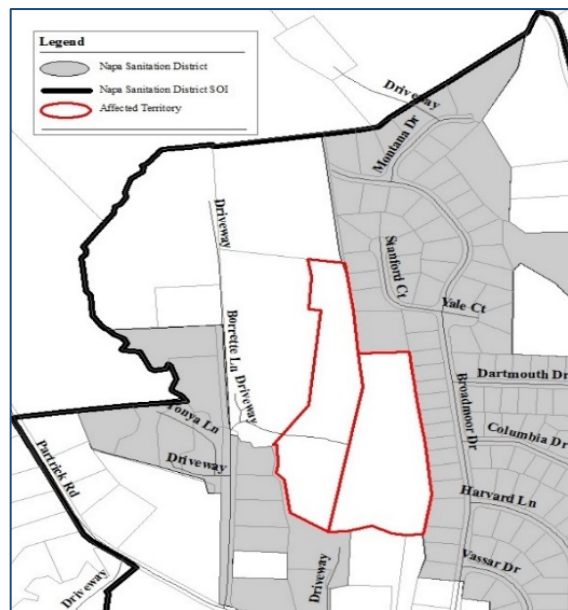 Legend
Napa Sanitation District
Napa Sanitation District SOI
Affected Territory
Driveway
Montana Dr
Driveway
Stanford Ct
Yale Ct
Borrette Ln
Driveway
Dartmouth Dr
Broadmoor Dr
Tonya Ln
Columbia Dr
Partrick Rd
Driveway
Harvard Ln
Driveway
Vassar Dr
Driveway